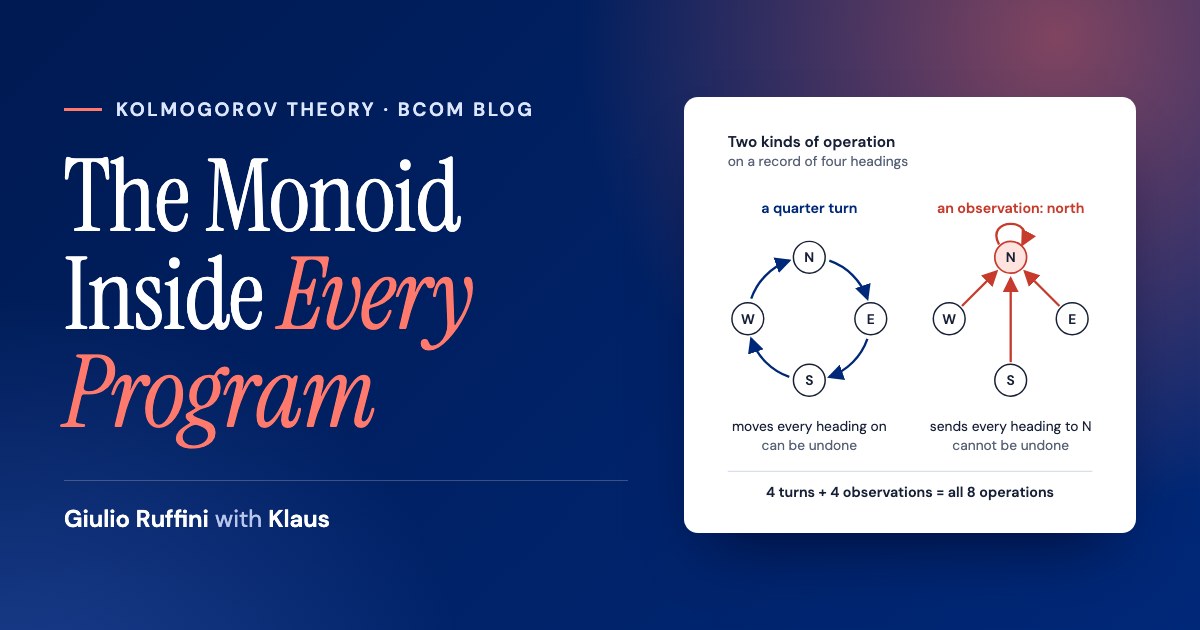 KOLMOGOROV THEORY · BCOM BLOG
The Monoid
Inside Every
Program
Giulio Ruffini with Klaus
Two kinds of operation
on a record of four headings
a quarter turn
N
W
E
S
moves every heading on
can be undone
an observation: north
N
W
E
S
sends every heading to N
cannot be undone
4 turns + 4 observations = all 8 operations